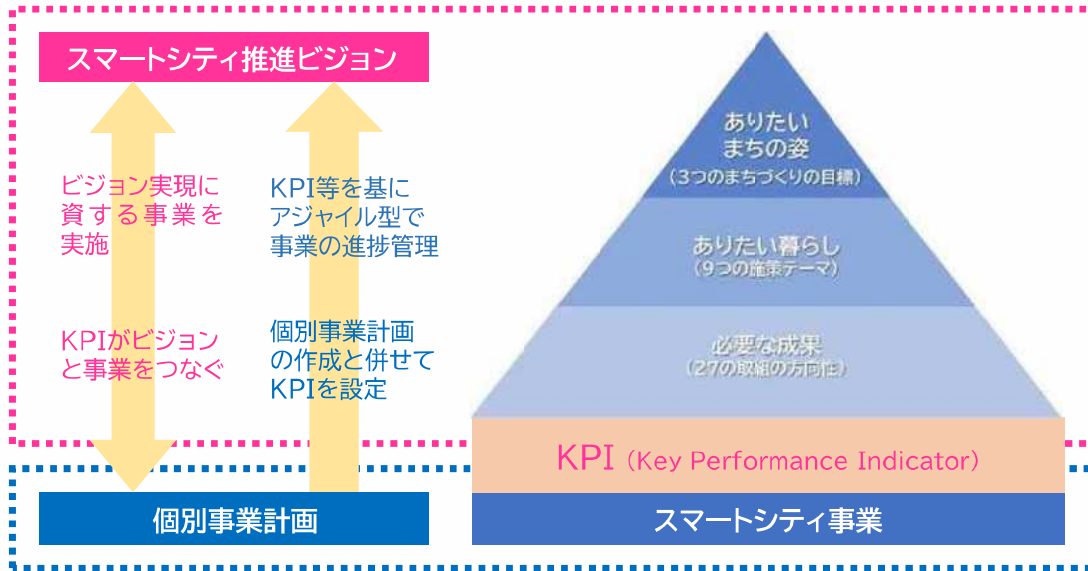 スマートシティ推進ビジョン
ビジョン実現に
資する事業を
実施
KPI等を基に
アジャイル型で
事業の進捗管理
KPIがビジョン
と事業をつなぐ
個別事業計画
の作成と併せて
KPIを設定
個別事業計画
ありたい
まちの姿
(3つのまちづくりの目標)
ありたい暮らし
(9つの施策テーマ)
必要な成果
(27の取組の方向性)
KPI (Key Performance Indicator)
スマートシティ事業